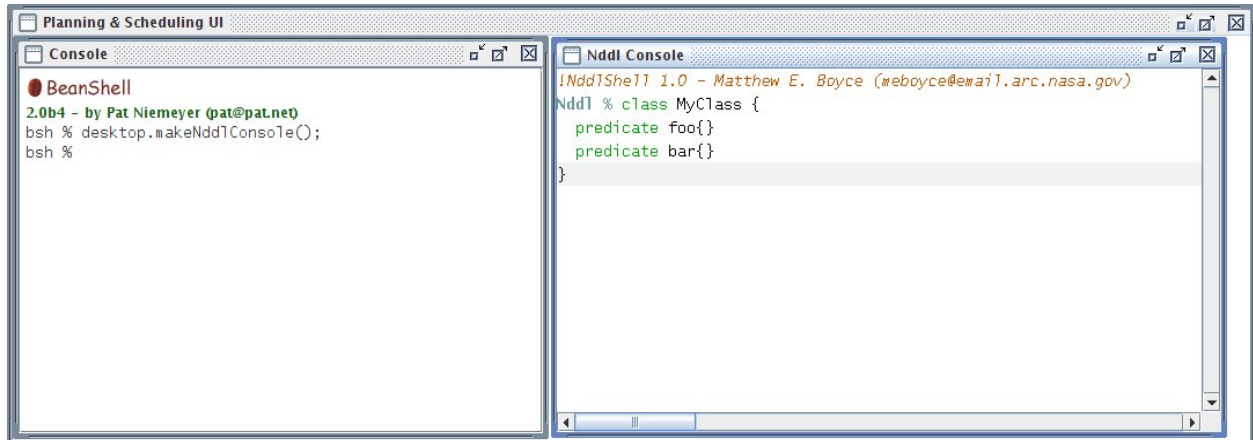 Planning & Scheduling UI
Console
BeanShell
2.0b4 – by Pat Niemeyer (pat@pat.net)
bsh % desktop.makeNddlConsole();
bsh %
Nddl Console
!NddlShell 1.0 - Matthew E. Boyce (meboyce@email.arc.nasa.gov)
Nddl % class MyClass {
  predicate foo{}
  predicate bar{}
}